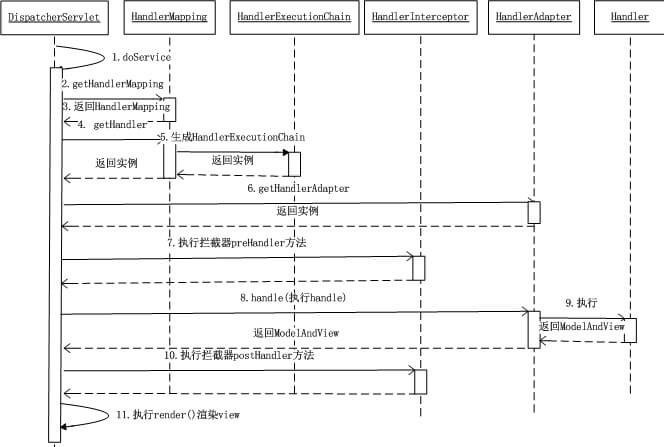 DispatcherServlet
HandlerMapping
HandlerExecutionChain
HandlerInterceptor
HandlerAdapter
Handler
1.doService
2.getHandlerMapping
3.返回HandlerMapping
4. getHandler
5.生成HandlerExecutionChain
返回实例
返回实例
6.getHandlerAdapter
返回实例
7.执行拦截器preHandler方法
8.handle(执行handle)
9.执行
返回ModelAndView
返回ModelAndView
10.执行拦截器postHandler方法
11.执行render()渲染view